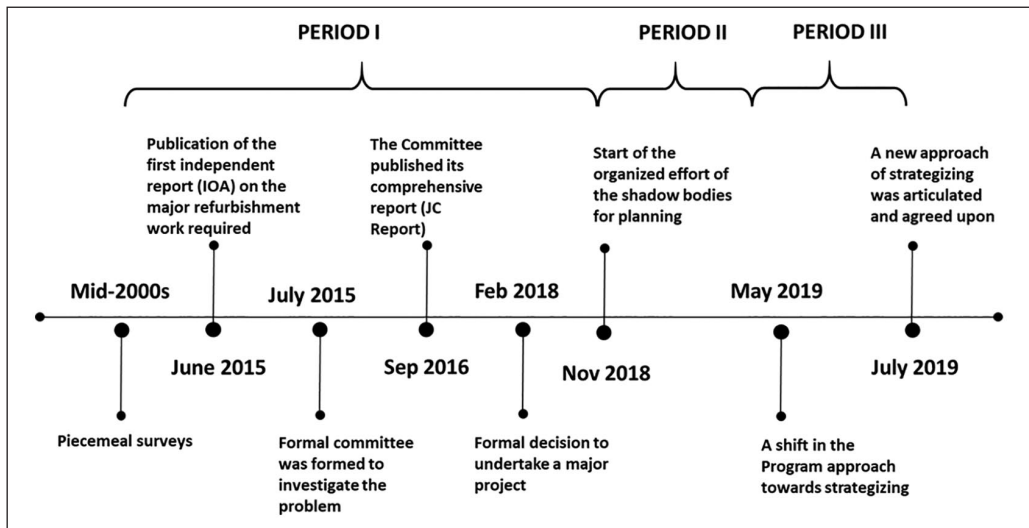 PERIOD I
PERIOD II
PERIOD III
Publication of the
first independent
report (IOA) on the
major refurbishment
work required
The Committee
published its
comprehensive
report (JC
Report)
Start of the
organized effort of
the shadow bodies
for planning
A new approach
of strategizing
was articulated
and agreed upon
Mid-2000s
July 2015
Feb 2018
May 2019
June 2015
Sep 2016
Nov 2018
July 2019
Piecemeal surveys
Formal committee
was formed to
investigate the
problem
Formal decision to
undertake a major
project
A shift in the
Program approach
towards strategizing